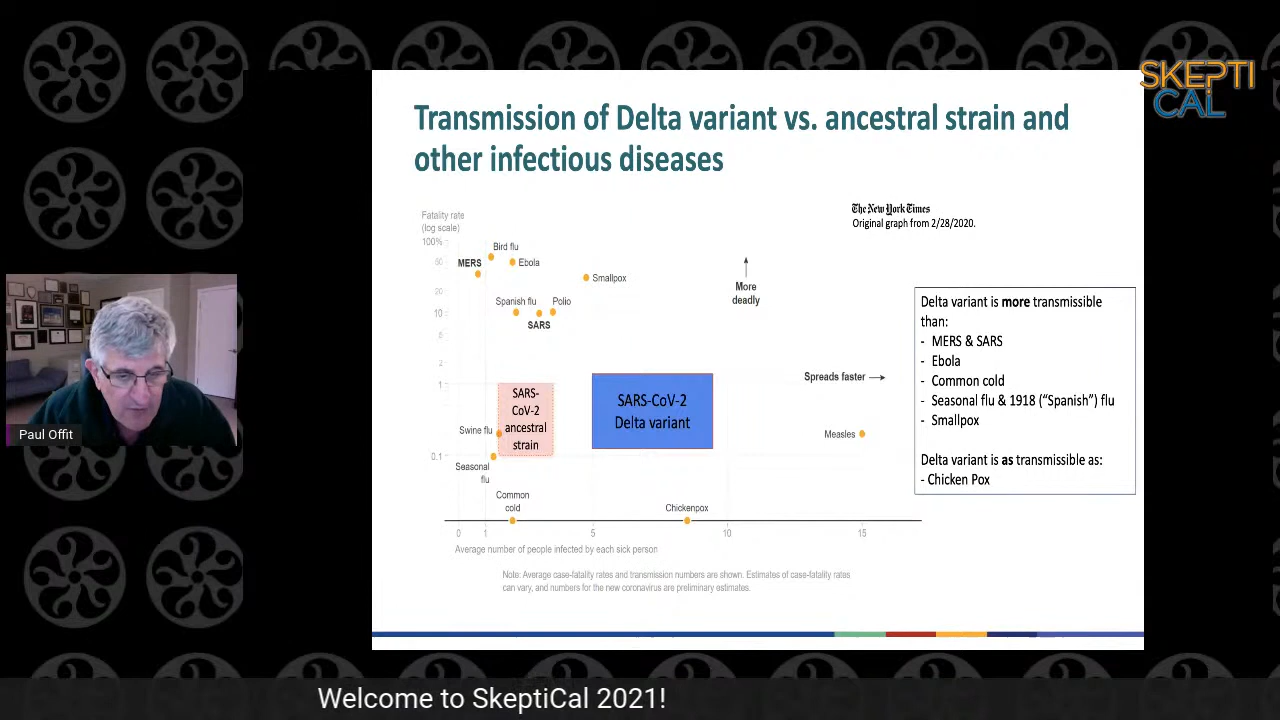 SKEPTI
CAL
Transmission of Delta variant vs. ancestral strain and
other infectious diseases
The New York Times
Original graph from 2/28/2020.
Fatality rate
(log scale)
100%
50
20
10
5
2
1
0.1
Bird flu
MERS
Ebola
Smallpox
Spanish flu
Polio
SARS
More
deadly
Spreads faster
SARS-
CoV-2
ancestral
strain
SARS-CoV-2
Delta variant
Swine flu
Measles
Seasonal
flu
Common
cold
Chickenpox
0 1 5 10 15
Average number of people infected by each sick person
Note: Average case-fatality rates and transmission numbers are shown. Estimates of case-fatality rates
can vary, and numbers for the new coronavirus are preliminary estimates.
Delta variant is more transmissible
than:
- MERS & SARS
- Ebola
- Common cold
- Seasonal flu & 1918 (“Spanish”) flu
- Smallpox
Delta variant is as transmissible as:
- Chicken Pox
Paul Offit
Welcome to SkeptiCal 2021!